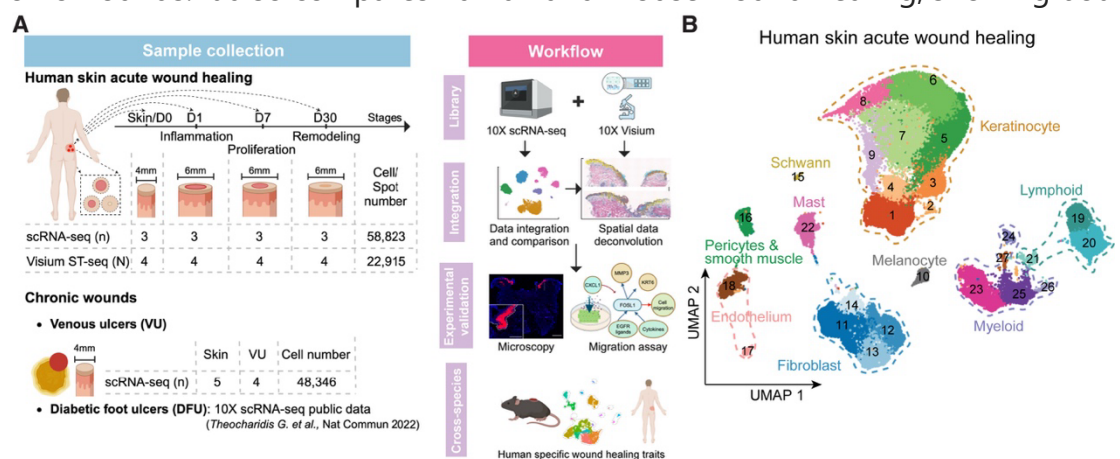 A
Sample collection
Human skin acute wound healing
Skin/D0 D1 D7 D30 Stages
Inflammation Remodeling
Proliferation
4mm 6mm 6mm 6mm
Cell/
Spot
number
scRNA-seq (n) 3 3 3 3 58,823
Visium ST-seq (N) 4 4 4 4 22,915
Chronic wounds
• Venous ulcers (VU)
4mm
Skin VU Cell number
scRNA-seq (n) 5 4 48,346
• Diabetic foot ulcers (DFU): 10X scRNA-seq public data
(Theocharidis G. et al., Nat Commun 2022)
Workflow
Library
+
10X scRNA-seq 10X Visium
Integration
Data integration
and comparison
Spatial data
deconvolution
Experimental
validation
CXCL1 MMP3 KRT6
FOSL1 Cell
migration
EGFR
ligands
Cytokines
Microscopy Migration assay
Cross-species
Human specific wound healing traits
B
Human skin acute wound healing
6
8
7
5
Keratinocyte
9
Schwann
15
4 3
2
1
Lymphoid
Mast
22
16
19
20
24
27 21
Pericytes &
smooth muscle
Melanocyte
10
18
23 25 26
Endothelium
14
11 12
13
17
Myeloid
Fibroblast
UMAP 2
UMAP 1